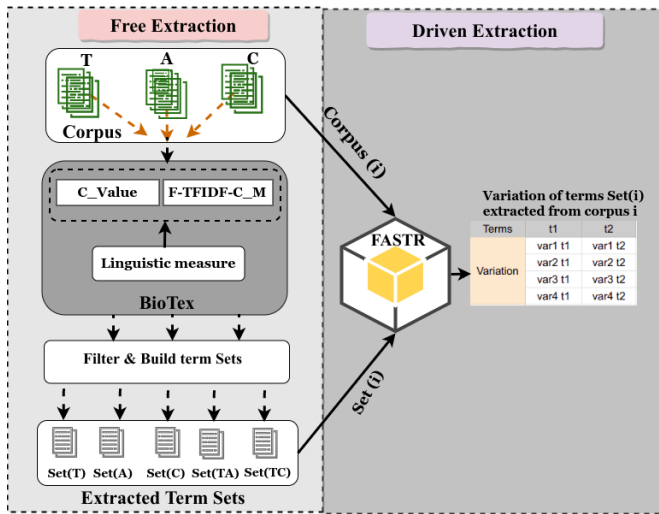 Free Extraction
T A C
Corpus
C_Value F-TFIDF-C_M
Linguistic measure
BioTex
Filter & Build term Sets
Set(T) Set(A) Set(C) Set(TA) Set(TC)
Extracted Term Sets
Driven Extraction
Corpus (i)
Set (i)
FASTR
Variation of terms Set(i)
extracted from corpus i
Terms t1 t2
Variation
var1 t1 var1 t2
var2 t1 var2 t2
var3 t1 var3 t2
var4 t1 var4 t2